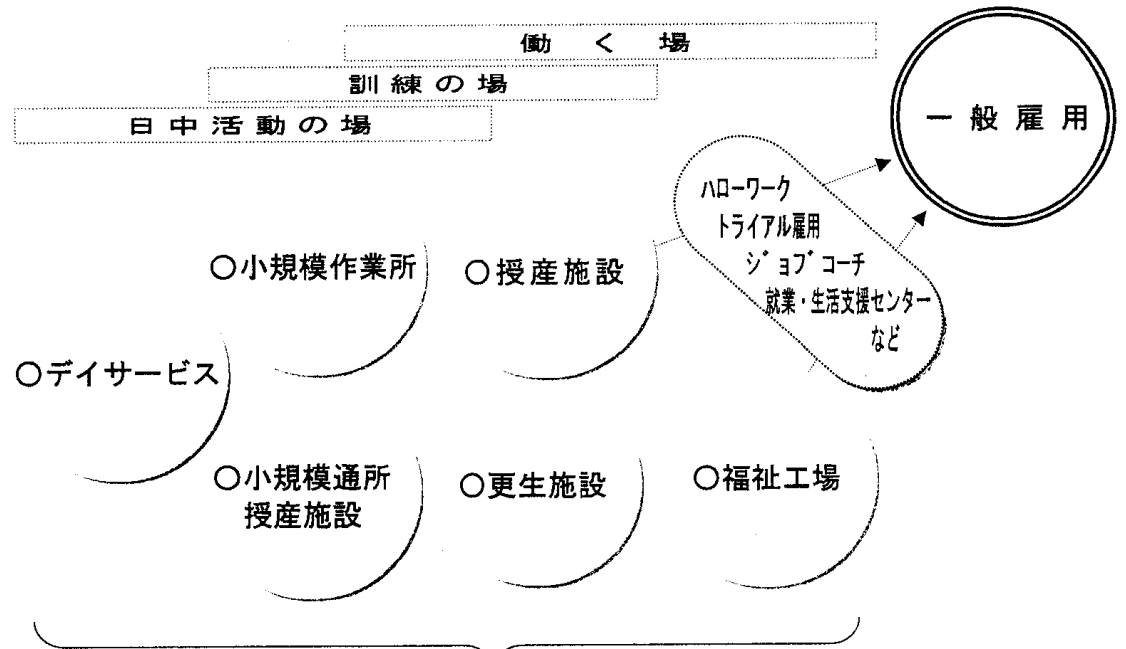 働く場
訓練の場
日中活動の場
一般雇用
ハローワーク
トライアル雇用
ジョブコーチ
就業・生活支援センター
など
○小規模作業所
○授産施設
○デイサービス
○小規模通所
授産施設
○更生施設
○福祉工場